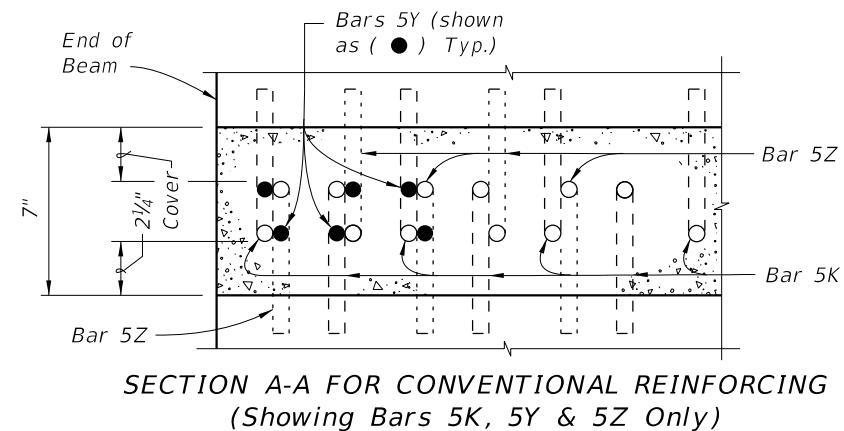 Bars 5Y (shown
as ( ● ) Typ.)
End of
Beam
Bar 5Z
7"
2¼"
Cover
Bar 5K
Bar 5Z
SECTION A-A FOR CONVENTIONAL REINFORCING
(Showing Bars 5K, 5Y & 5Z Only)